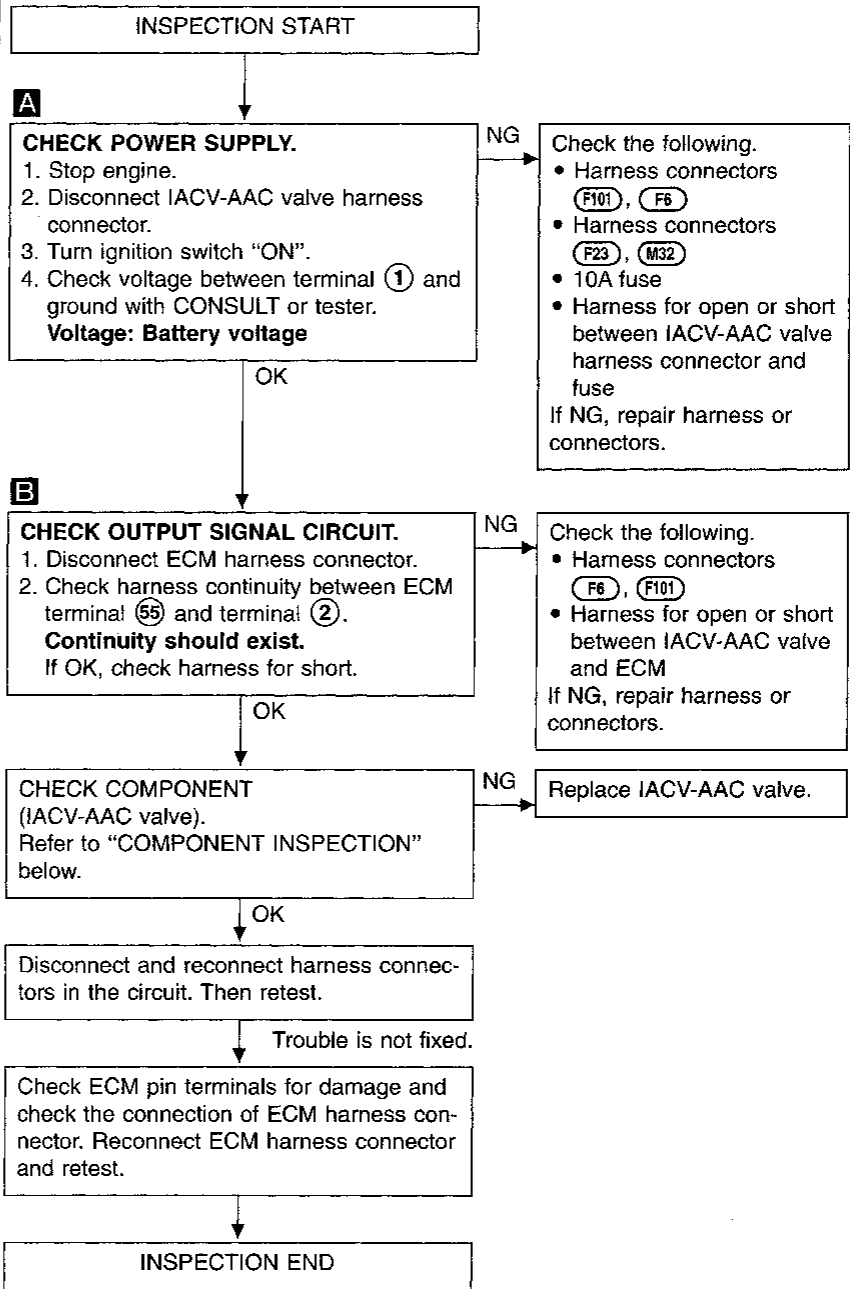 INSPECTION START
A
CHECK POWER SUPPLY.
1. Stop engine.
2. Disconnect IACV-AAC valve harness
connector.
3. Turn ignition switch “ON”.
4. Check voltage between terminal ① and
ground with CONSULT or tester.
Voltage: Battery voltage
NG
Check the following.
• Harness connectors
F101, F6
• Harness connectors
F23, M32
• 10A fuse
• Harness for open or short
between IACV-AAC valve
harness connector and
fuse
If NG, repair harness or
connectors.
OK
B
CHECK OUTPUT SIGNAL CIRCUIT.
1. Disconnect ECM harness connector.
2. Check harness continuity between ECM
terminal 55 and terminal ②.
Continuity should exist.
If OK, check harness for short.
NG
Check the following.
• Harness connectors
F6, F101
• Harness for open or short
between IACV-AAC valve
and ECM
If NG, repair harness or
connectors.
OK
CHECK COMPONENT
(IACV-AAC valve).
Refer to “COMPONENT INSPECTION”
below.
NG
Replace IACV-AAC valve.
OK
Disconnect and reconnect harness connec-
tors in the circuit. Then retest.
Trouble is not fixed.
Check ECM pin terminals for damage and
check the connection of ECM harness con-
nector. Reconnect ECM harness connector
and retest.
INSPECTION END